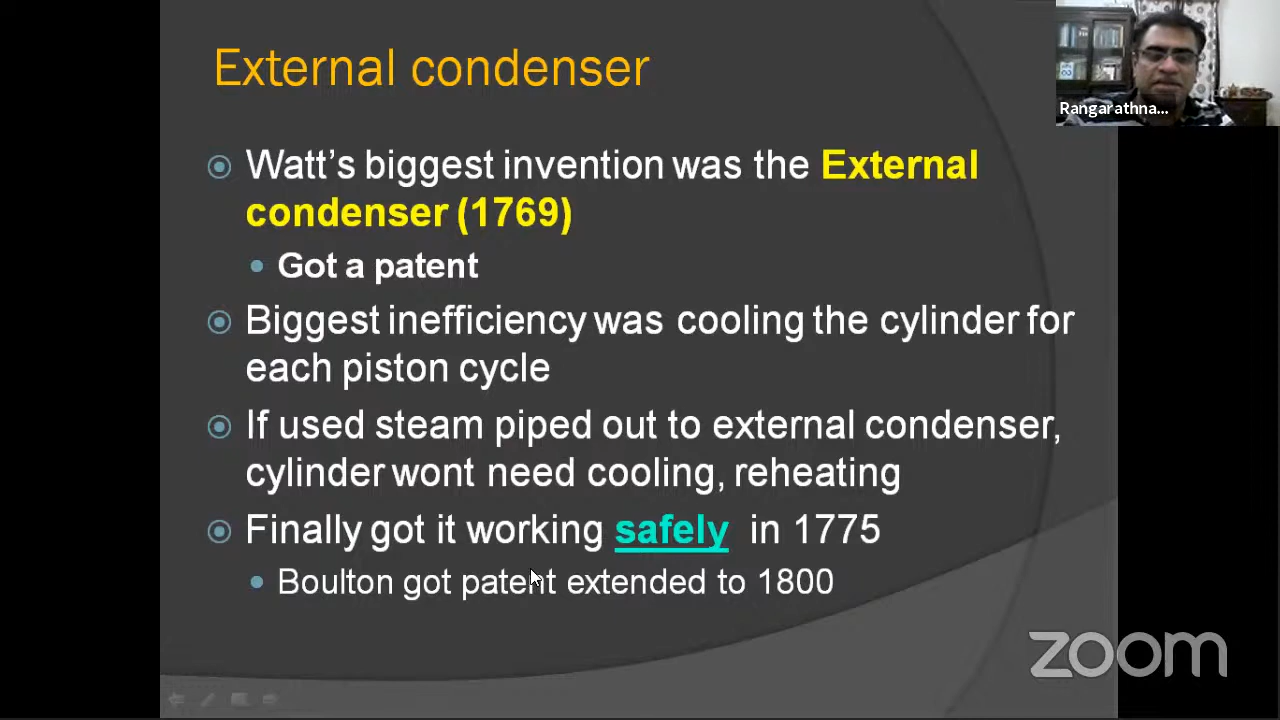 External condenser
Rangarathna...
Watt's biggest invention was the External
condenser (1769)
Got a patent
Biggest inefficiency was cooling the cylinder for
each piston cycle
If used steam piped out to external condenser,
cylinder wont need cooling, reheating
Finally got it working safely in 1775
Boulton got patent extended to 1800
zoom